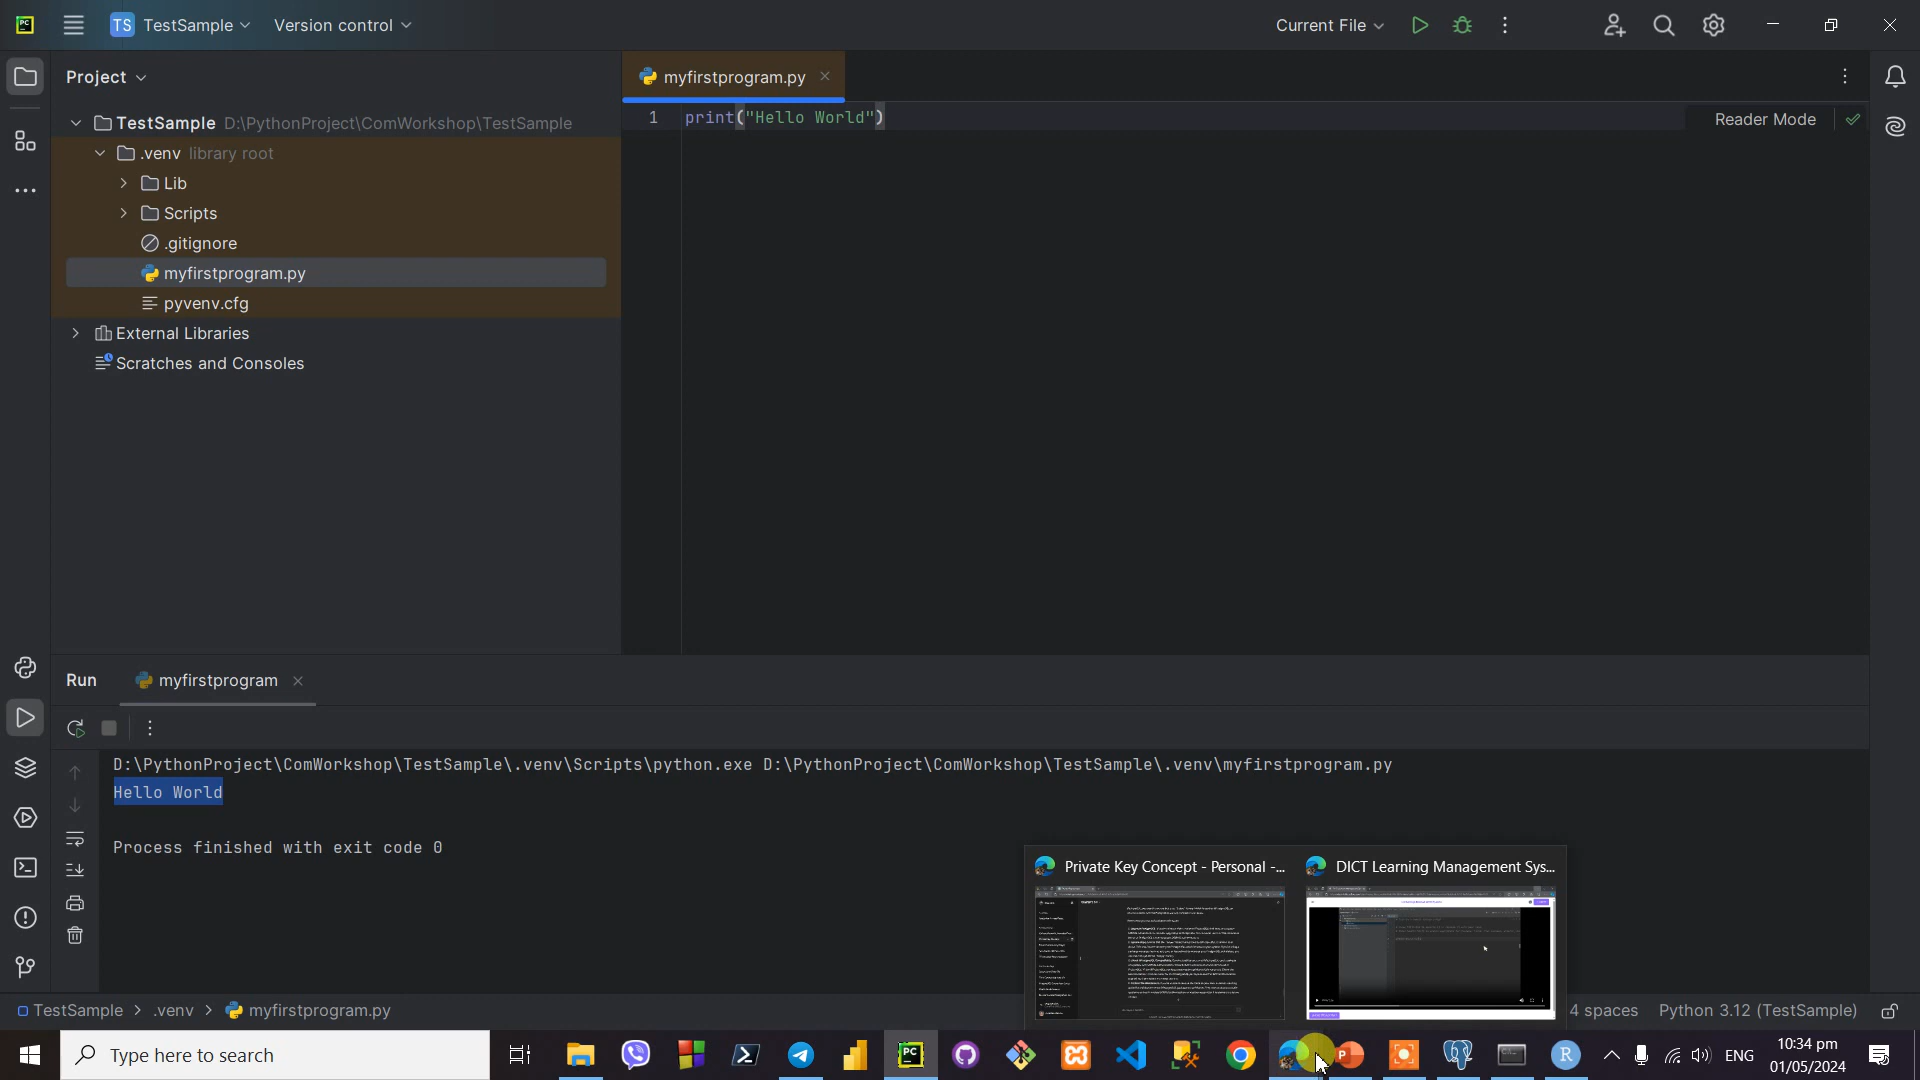 TS TestSample Version control Current File
Project
myfirstprogram.py
TestSample D:\PythonProject\ComWorkshop\TestSample
1 print("Hello World") Reader Mode
.venv library root
Lib
Scripts
.gitignore
myfirstprogram.py
pyvenv.cfg
External Libraries
Scratches and Consoles
Run myfirstprogram
D:\PythonProject\ComWorkshop\TestSample\.venv\Scripts\python.exe D:\PythonProject\ComWorkshop\TestSample\.venv\myfirstprogram.py
Hello World
Process finished with exit code 0
Private Key Concept - Personal -... DICT Learning Management Sys...
TestSample > .venv > myfirstprogram.py 4 spaces Python 3.12 (TestSample)
Type here to search ENG
10:34 pm
01/05/2024